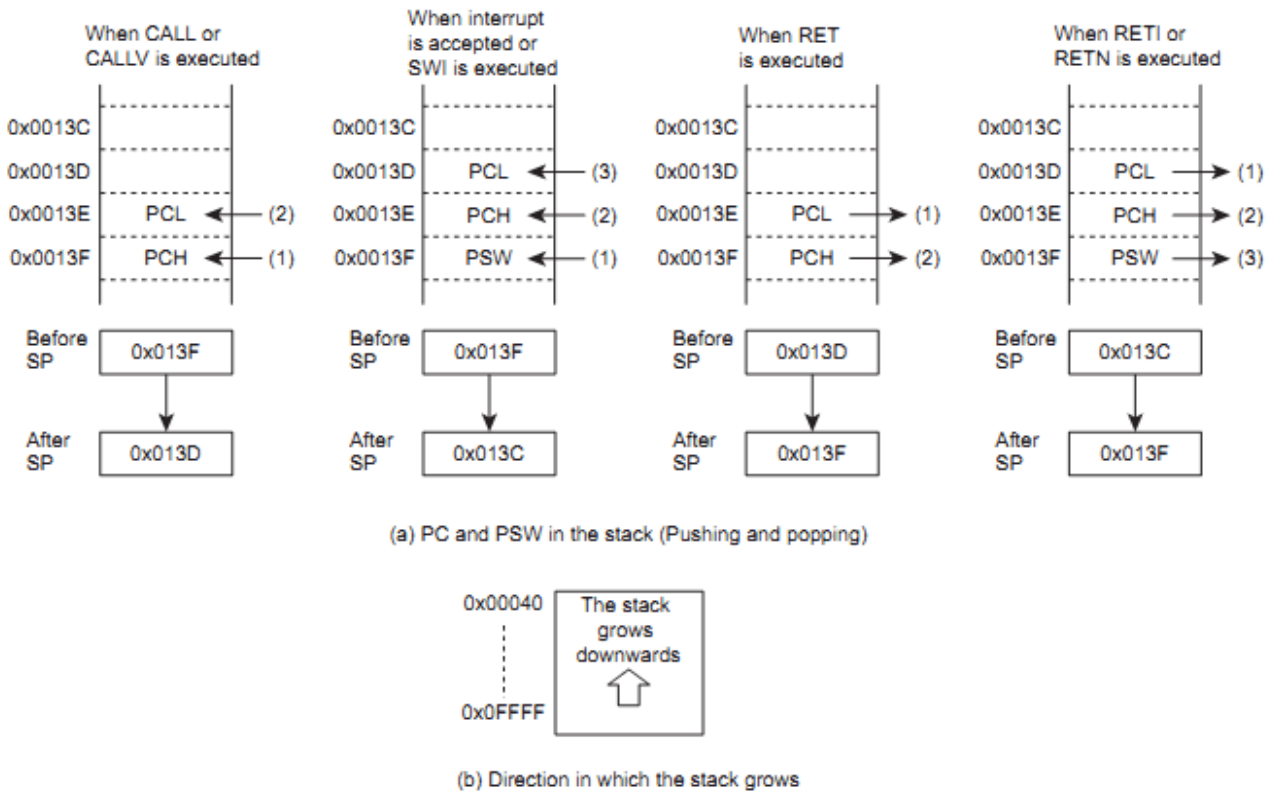 When CALL or
CALLV is executed
When interrupt
is accepted or
SWI is executed
When RET
is executed
When RETI or
RETN is executed
0x0013C
0x0013D
0x0013E PCL (2)
0x0013F PCH (1)
0x0013C
0x0013D PCL (3)
0x0013E PCH (2)
0x0013F PSW (1)
0x0013C
0x0013D
0x0013E PCL (1)
0x0013F PCH (2)
0x0013C
0x0013D PCL (1)
0x0013E PCH (2)
0x0013F PSW (3)
Before
SP
0x013F
After
SP
0x013D
Before
SP
0x013F
After
SP
0x013C
Before
SP
0x013D
After
SP
0x013F
Before
SP
0x013C
After
SP
0x013F
(a) PC and PSW in the stack (Pushing and popping)
0x00040
0x0FFFF
The stack
grows
downwards
(b) Direction in which the stack grows